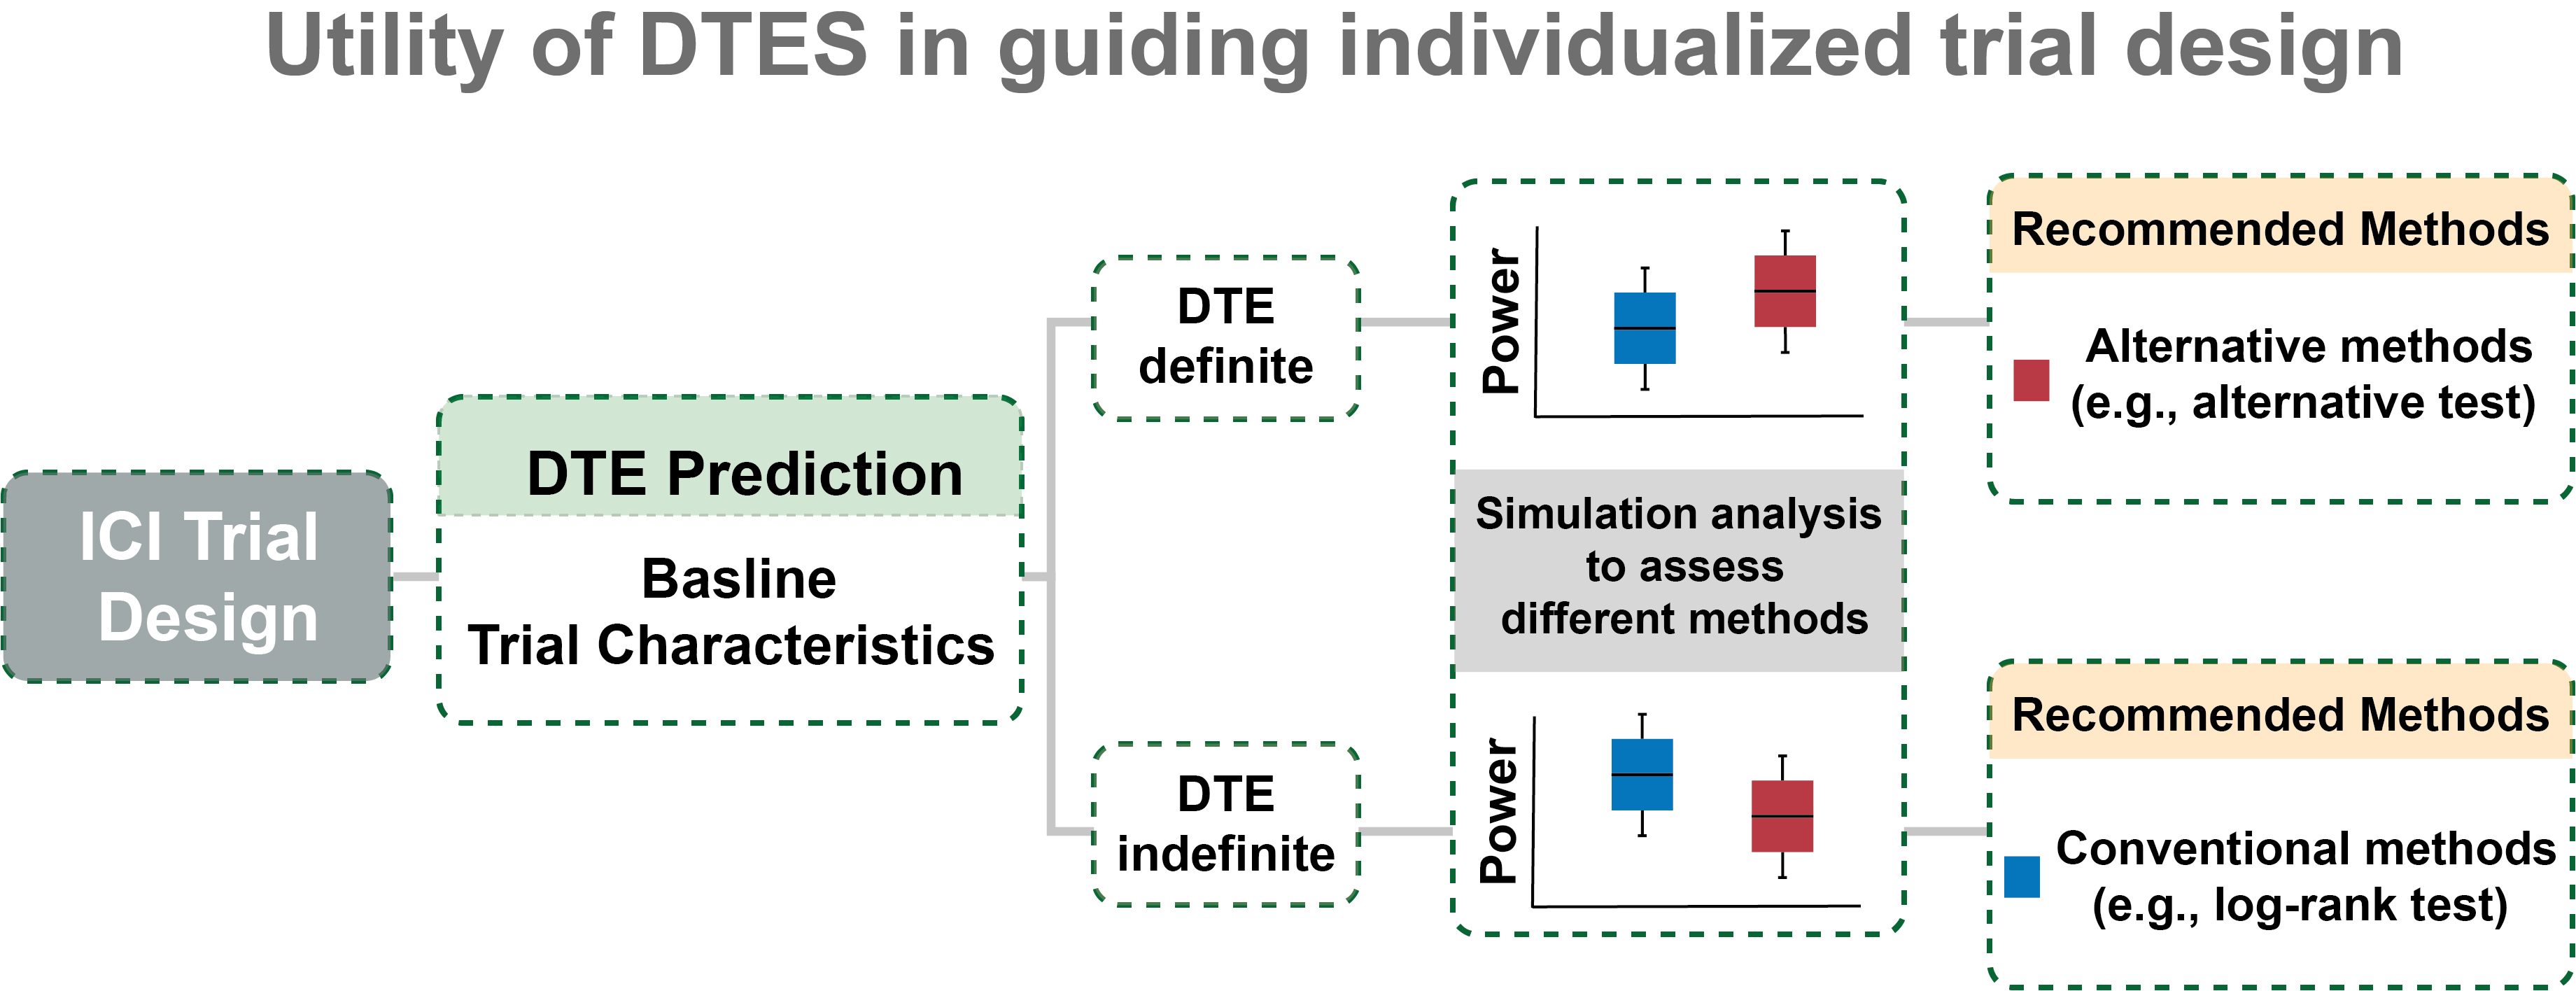 Utility of DTES in guiding individualized trial design
ICI Trial
Design
DTE Prediction
Basline
Trial Characteristics
DTE
definite
DTE
indefinite
Power
Simulation analysis
to assess
different methods
Power
Recommended Methods
Alternative methods
(e.g., alternative test)
Recommended Methods
Conventional methods
(e.g., log-rank test)